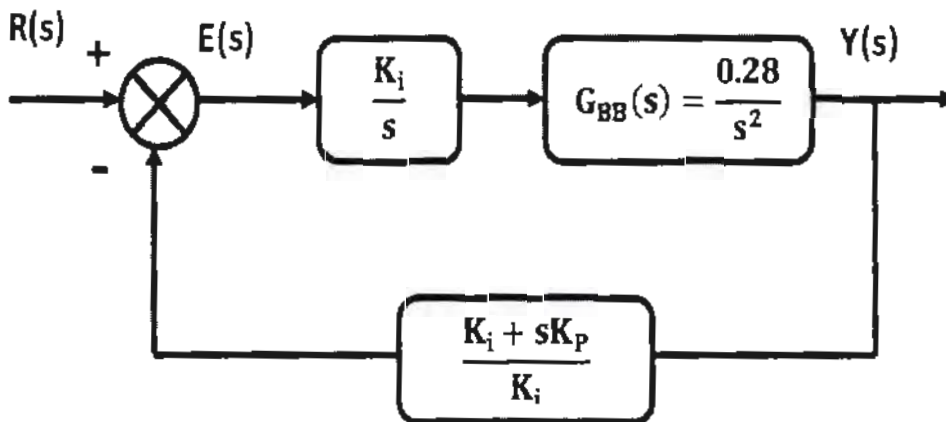 R(s)
+
E(s)
-
K_i
s
G_BB(s) = 0.28
s^2
Y(s)
K_i + sK_P
K_i